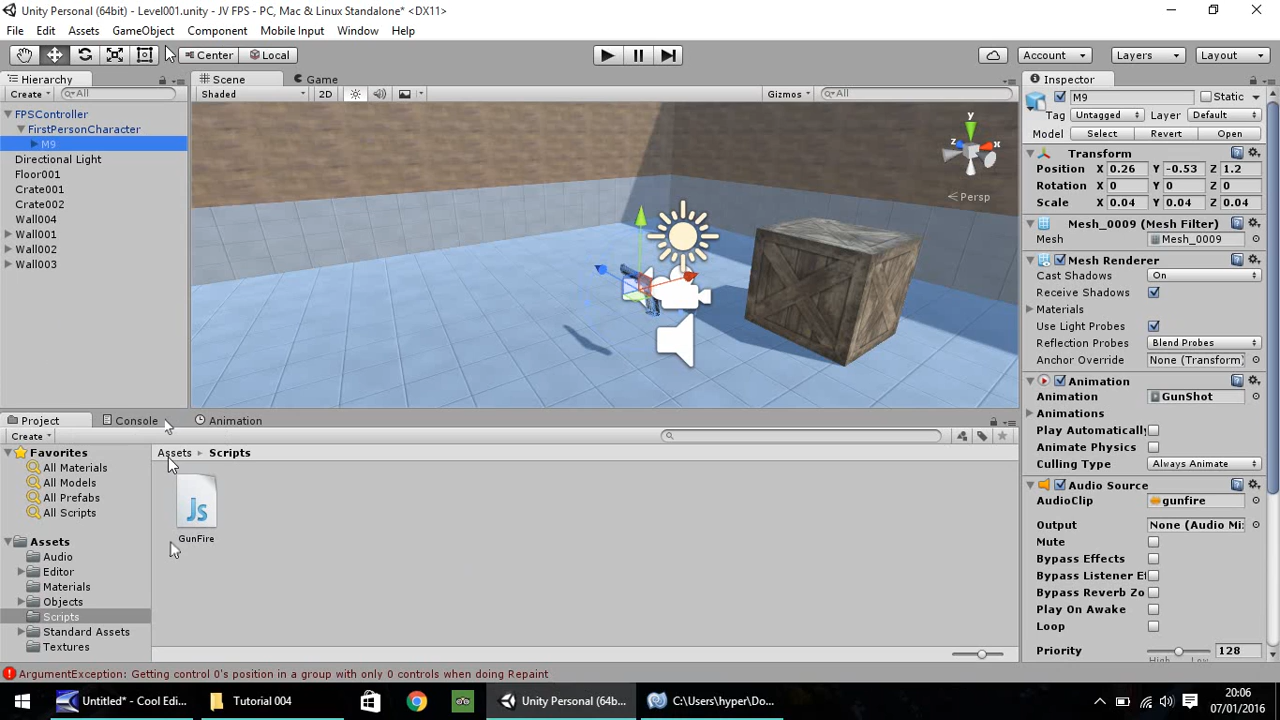 Unity Personal (64bit) - Level001.unity - JV FPS - PC, Mac & Linux Standalone* <DX11>
File Edit Assets GameObject Component Mobile Input Window Help
Center Local Account Layers Layout
Hierarchy Scene Game Inspector
Create All Shaded 2D Gizmos All M9 Static
Tag Untagged Layer Default
Model Select Revert Open
FPSController
FirstPersonCharacter
M9
Directional Light
Floor001
Crate001
Crate002
Wall004
Wall001
Wall002
Wall003
y
z x
Persp
Transform
Position X 0.26 Y -0.53 Z 1.2
Rotation X 0 Y 0 Z 0
Scale X 0.04 Y 0.04 Z 0.04
Mesh_0009 (Mesh Filter)
Mesh Mesh_0009
Mesh Renderer
Cast Shadows On
Receive Shadows
Materials
Use Light Probes
Reflection Probes Blend Probes
Anchor Override None (Transform)
Animation
Animation GunShot
Animations
Play Automatically
Animate Physics
Culling Type Always Animate
Audio Source
AudioClip gunfire
Output None (Audio Mi:
Mute
Bypass Effects
Bypass Listener Ef
Bypass Reverb Zo
Play On Awake
Loop
Priority 128
High Low
Project Console Animation
Create
Favorites
All Materials
All Models
All Prefabs
All Scripts
Assets
Audio
Editor
Materials
Objects
Scripts
Standard Assets
Textures
Assets Scripts
Js
GunFire
ArgumentException: Getting control 0's position in a group with only 0 controls when doing Repaint
Untitled* - Cool Edi... Tutorial 004 Unity Personal (64b... C:\Users\hyper\Do...
20:06
07/01/2016